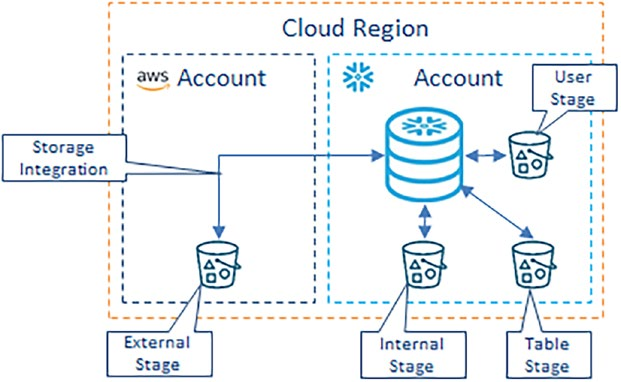 Cloud Region
aws Account
Account
User
Stage
Storage
Integration
External
Stage
Internal
Stage
Table
Stage